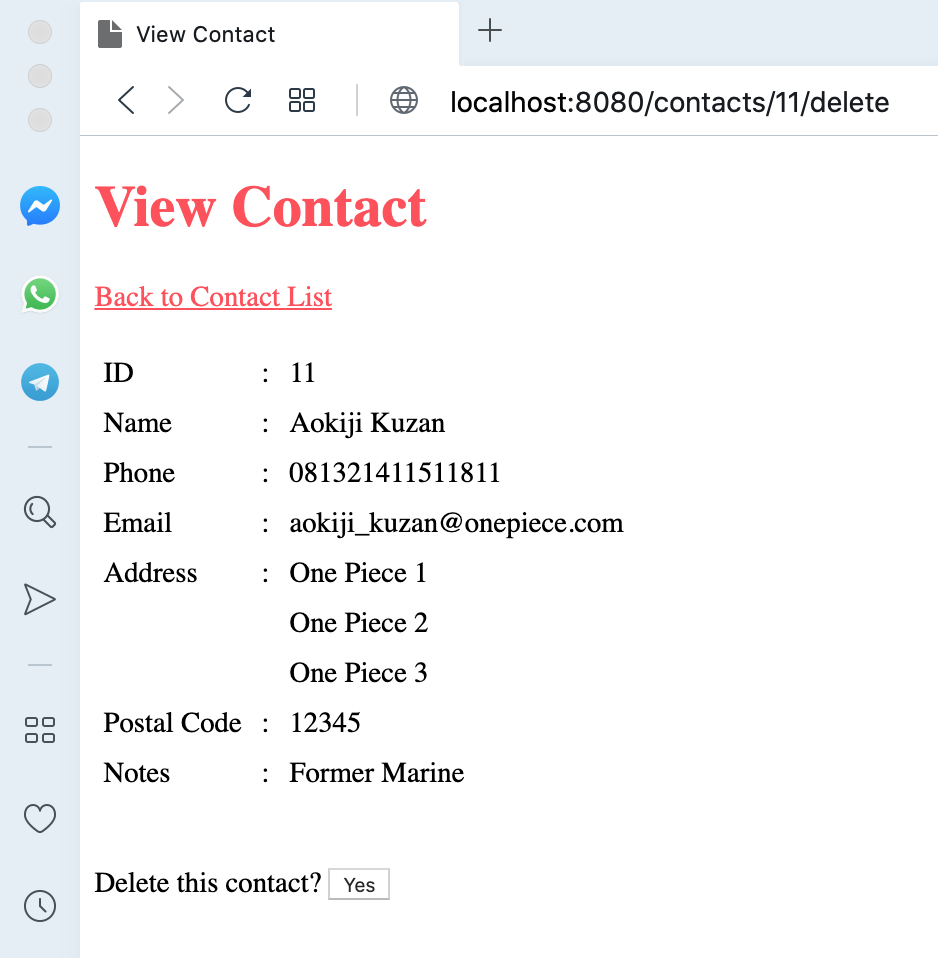 View Contact
localhost:8080/contacts/11/delete
View Contact
Back to Contact List
ID : 11
Name : Aokiji Kuzan
Phone : 081321411511811
Email : aokiji_kuzan@onepiece.com
Address : One Piece 1
One Piece 2
One Piece 3
Postal Code : 12345
Notes : Former Marine
Delete this contact? Yes